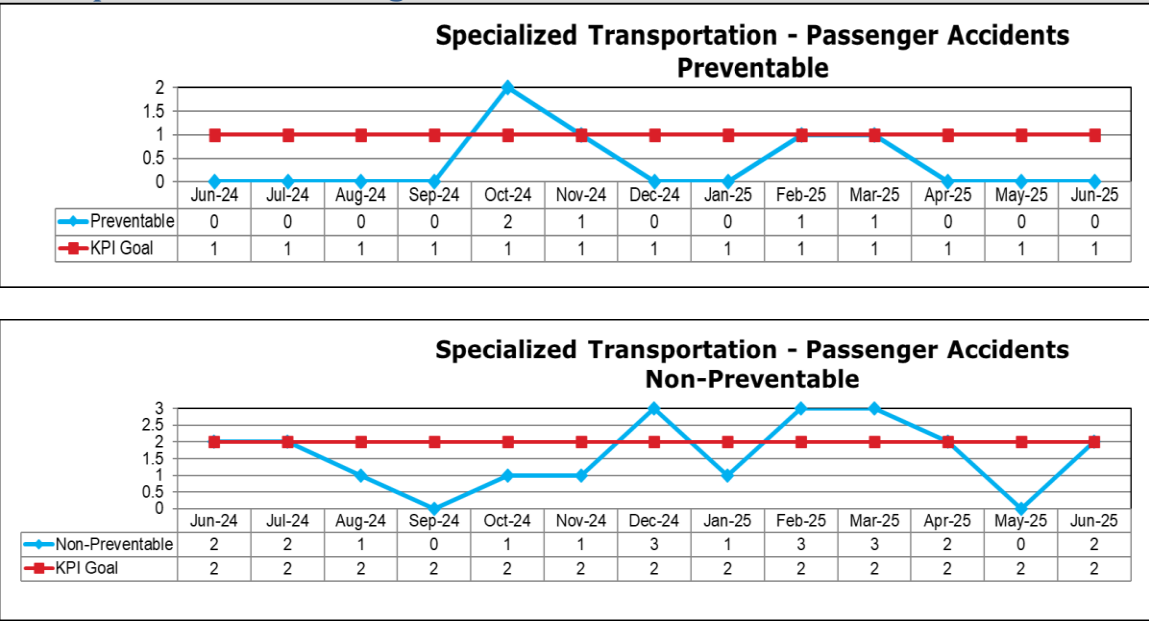 Specialized Transportation - Passenger Accidents
Preventable
2
1.5
1
0.5
0
Jun-24 Jul-24 Aug-24 Sep-24 Oct-24 Nov-24 Dec-24 Jan-25 Feb-25 Mar-25 Apr-25 May-25 Jun-25
Preventable 0 0 0 0 2 1 0 0 1 1 0 0 0
KPI Goal 1 1 1 1 1 1 1 1 1 1 1 1 1
Specialized Transportation - Passenger Accidents
Non-Preventable
3
2.5
2
1.5
1
0.5
0
Jun-24 Jul-24 Aug-24 Sep-24 Oct-24 Nov-24 Dec-24 Jan-25 Feb-25 Mar-25 Apr-25 May-25 Jun-25
Non-Preventable 2 2 1 0 1 1 3 1 3 3 2 0 2
KPI Goal 2 2 2 2 2 2 2 2 2 2 2 2 2